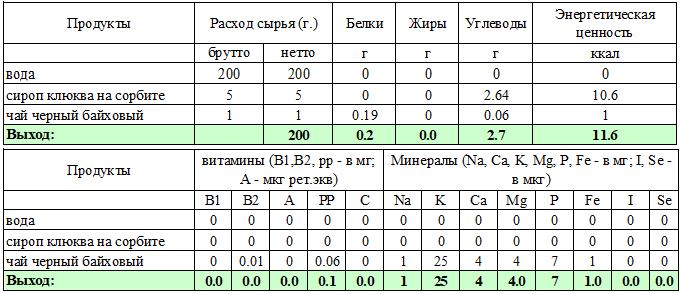 Продукты Расход сырья (г.) Белки Жиры Углеводы Энергетическая ценность
брутто нетто г г г ккал
вода 200 200 0 0 0 0
сироп клюква на сорбите 5 5 0 0 2.64 10.6
чай черный байховый 1 1 0.19 0 0.06 1
Выход: 200 0.2 0.0 2.7 11.6
Продукты витамины (B1,B2, pp - в мг; А - мкг рет.экв) Минералы (Na, Ca, K, Mg, P, Fe - в мг; I, Se - в мкг)
B1 B2 A PP C Na K Ca Mg P Fe I Se
вода 0 0 0 0 0 0 0 0 0 0 0 0 0
сироп клюква на сорбите 0 0 0 0 0 0 0 0 0 0 0 0 0
чай черный байховый 0 0.01 0 0.06 0 1 25 4 4 7 1 0 0
Выход: 0.0 0.0 0.0 0.1 0.0 1 25 4 4.0 7 1.0 0.0 0.0